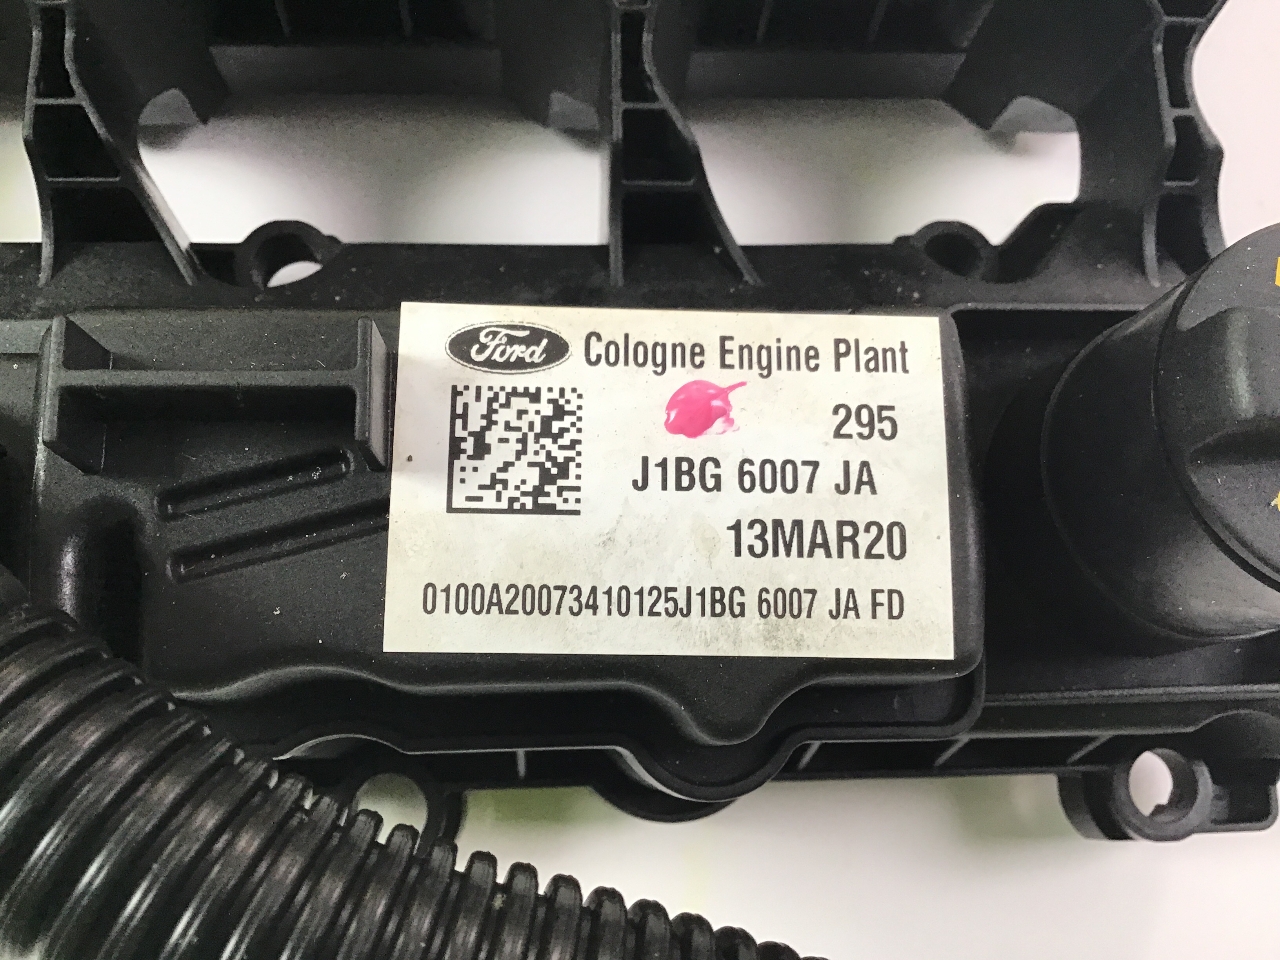 Ford Cologne Engine Plant
295
J1BG 6007 JA
13MAR20
0100A20073410125J1BG 6007 JA FD